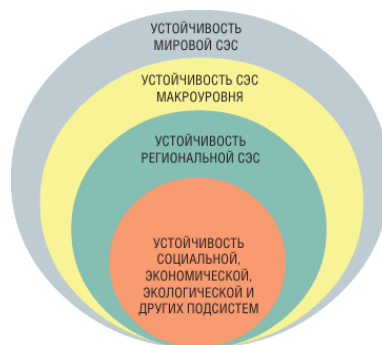 УСТОЙЧИВОСТЬ
МИРОВОЙ СЭС
УСТОЙЧИВОСТЬ СЭС
МАКРОУРОВНЯ
УСТОЙЧИВОСТЬ
РЕГИОНАЛЬНОЙ СЭС
УСТОЙЧИВОСТЬ
СОЦИАЛЬНОЙ,
ЭКОНОМИЧЕСКОЙ,
ЭКОЛОГИЧЕСКОЙ И
ДРУГИХ ПОДСИСТЕМ